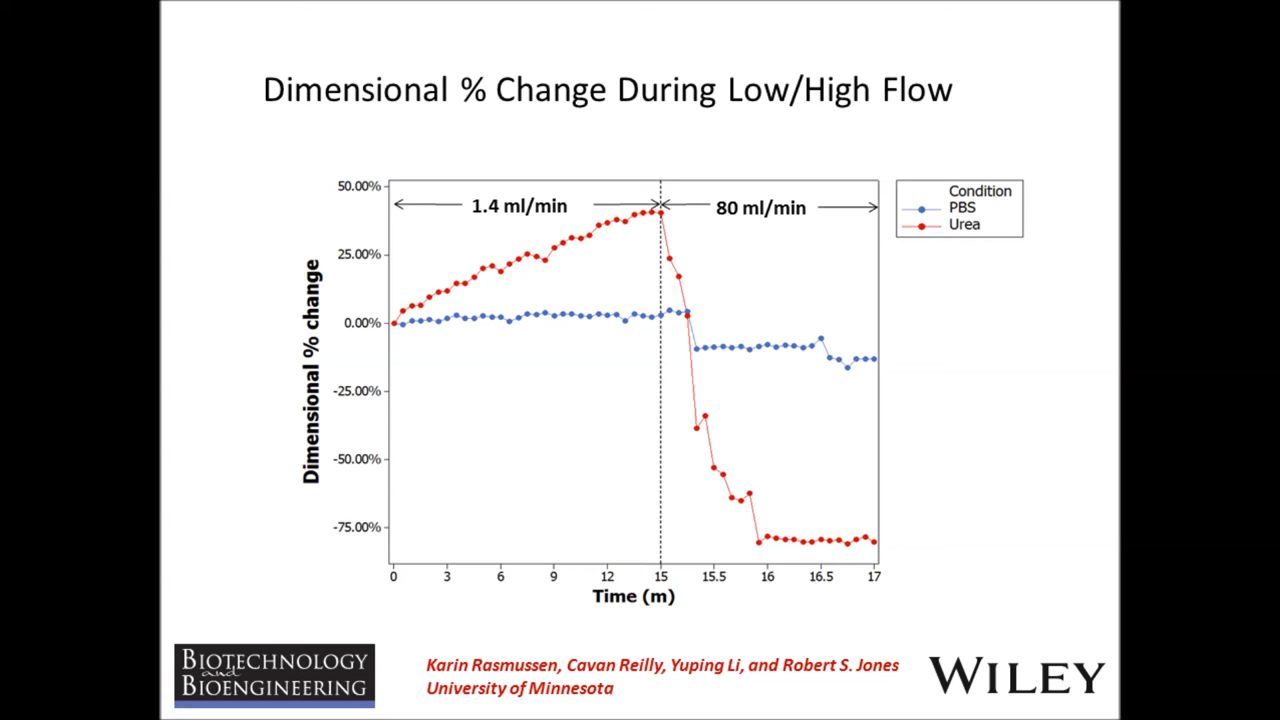 Dimensional % Change During Low/High Flow
50.00%
25.00%
0.00%
-25.00%
-50.00%
-75.00%
Dimensional % change
1.4 ml/min
80 ml/min
Condition
PBS
Urea
0 3 6 9 12 15 15.5 16 16.5 17
Time (m)
BIOTECHNOLOGY
and
BIOENGINEERING
Karin Rasmussen, Cavan Reilly, Yuping Li, and Robert S. Jones
University of Minnesota
WILEY